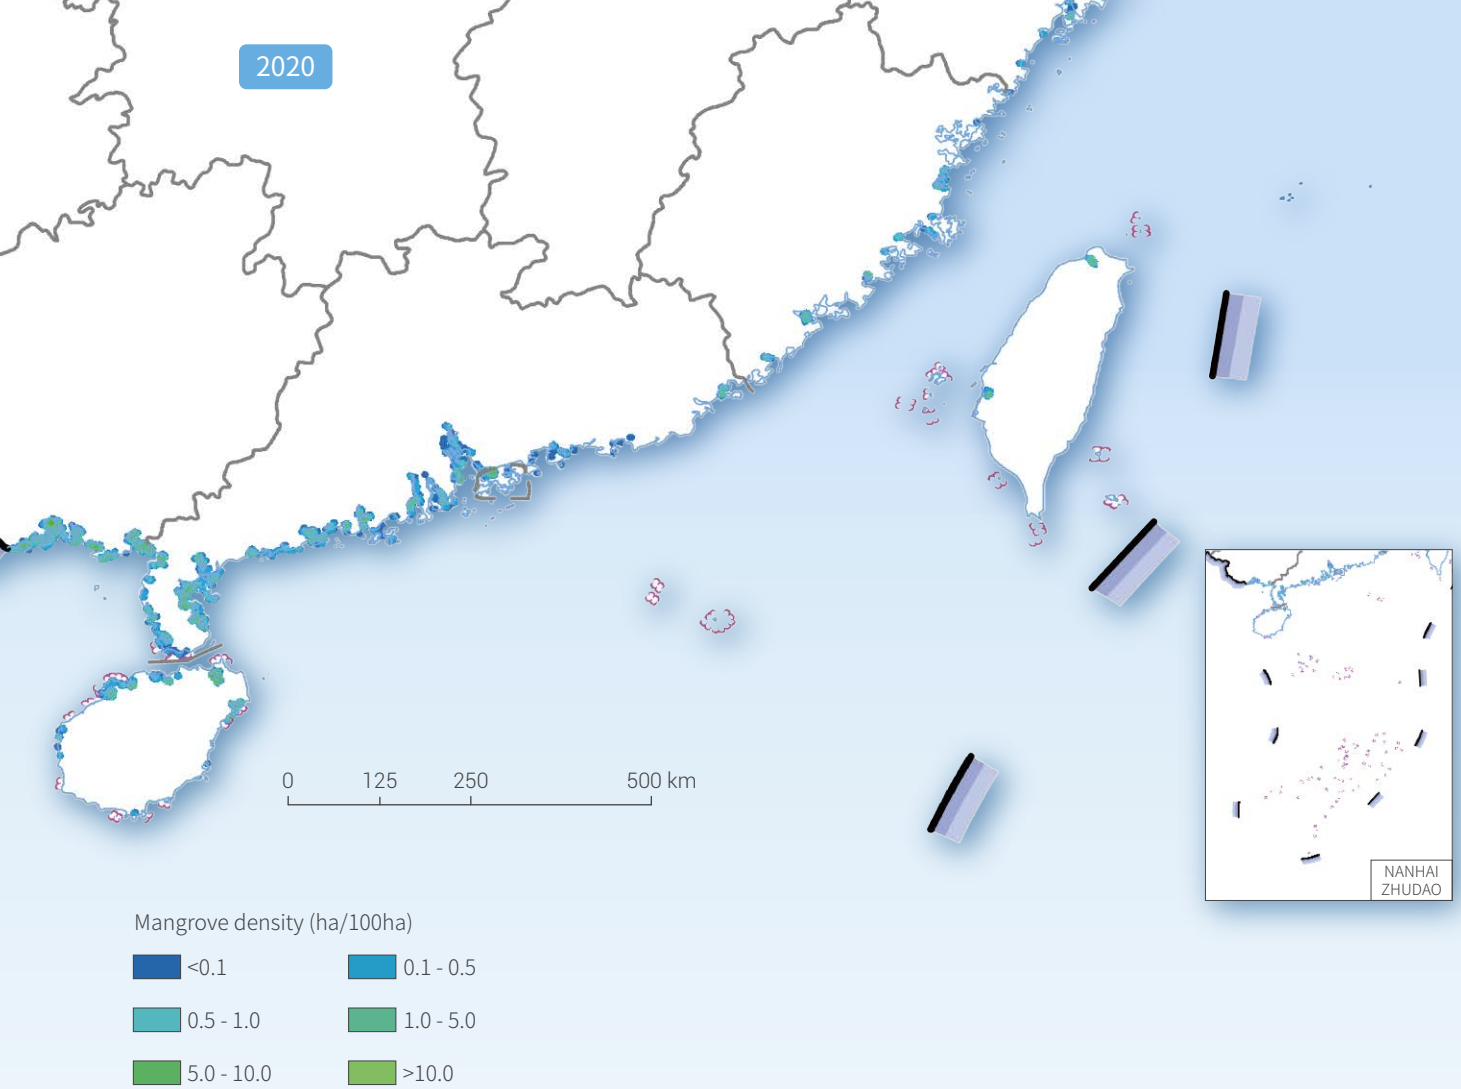 2020
0 125 250 500 km
NANHAI
ZHUDAO
Mangrove density (ha/100ha)
<0.1 0.1 - 0.5
0.5 - 1.0 1.0 - 5.0
5.0 - 10.0 >10.0